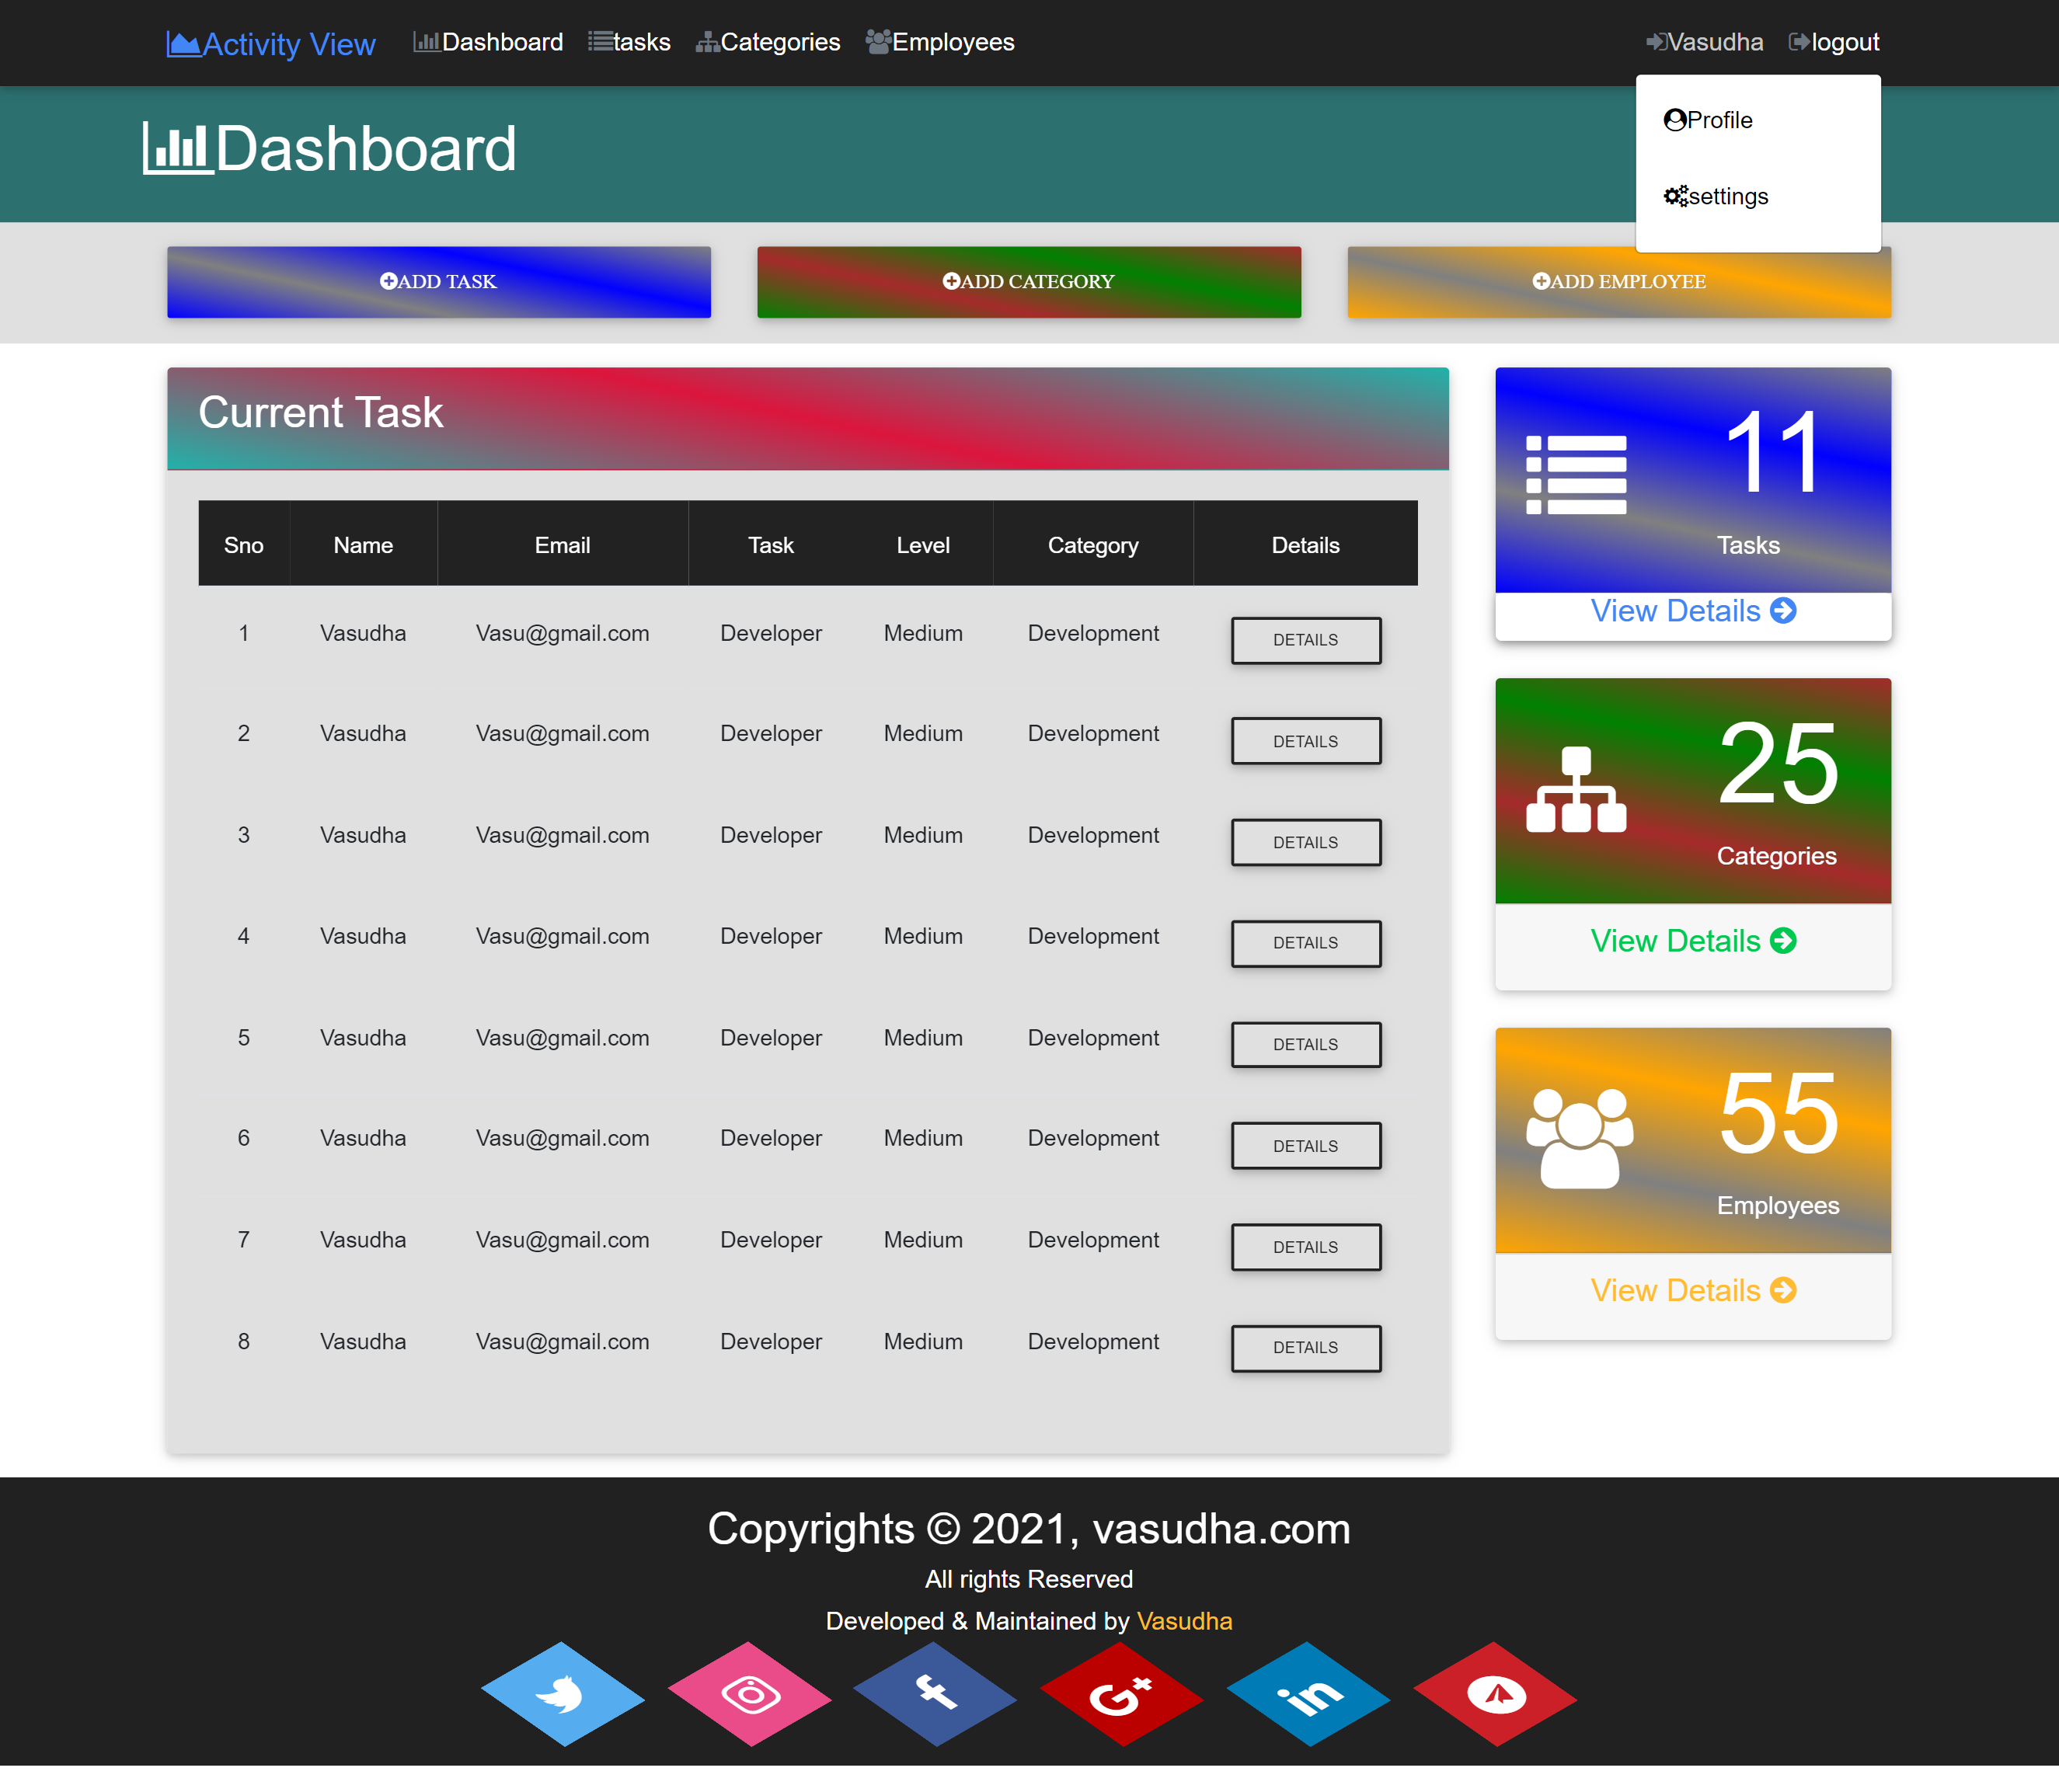 Activity View Dashboard tasks Categories Employees Vasudha logout
Profile
settings
Dashboard
ADD TASK ADD CATEGORY ADD EMPLOYEE
Current Task
Sno Name Email Task Level Category Details
1 Vasudha Vasu@gmail.com Developer Medium Development DETAILS
2 Vasudha Vasu@gmail.com Developer Medium Development DETAILS
3 Vasudha Vasu@gmail.com Developer Medium Development DETAILS
4 Vasudha Vasu@gmail.com Developer Medium Development DETAILS
5 Vasudha Vasu@gmail.com Developer Medium Development DETAILS
6 Vasudha Vasu@gmail.com Developer Medium Development DETAILS
7 Vasudha Vasu@gmail.com Developer Medium Development DETAILS
8 Vasudha Vasu@gmail.com Developer Medium Development DETAILS
11
Tasks
View Details
25
Categories
View Details
55
Employees
View Details
Copyrights © 2021, vasudha.com
All rights Reserved
Developed & Maintained by Vasudha